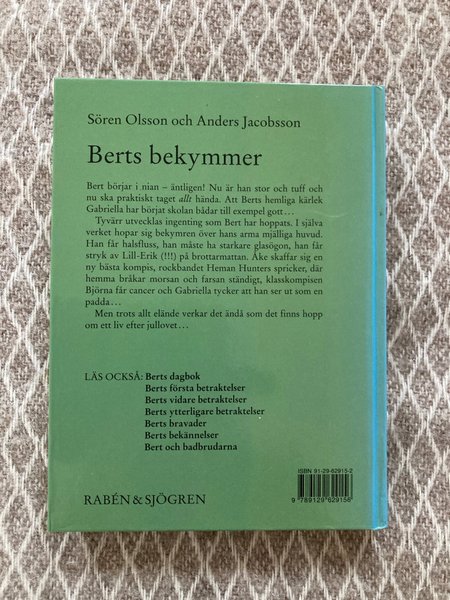 Sören Olsson och Anders Jacobsson
Berts bekymmer
Bert börjar i nian – äntligen! Nu är han stor och tuff och
nu ska praktiskt taget allt hända. Att Berts hemliga kärlek
Gabriella har börjat skolan bådar till exempel gott…
Tyvärr utvecklas ingenting som Bert har hoppats. I själva
verket hopar sig bekymren över hans arma mjälliga huvud.
Han får halsfluss, han måste ha starkare glasögon, han får
stryk av Lill-Erik (!!!) på brottarmattan. Åke skaffar sig en
ny bästa kompis, rockbandet Heman Hunters spricker, där
hemma bråkar morsan och farsan ständigt, klasskompisen
Björna får cancer och Gabriella tycker att han ser ut som en
padda…
Men trots allt elände verkar det ändå som det finns hopp
om ett liv efter jullovet…
LÄS OCKSÅ: Berts dagbok
Berts första betraktelser
Berts vidare betraktelser
Berts ytterligare betraktelser
Berts bravader
Berts bekännelser
Bert och badbrudarna
ISBN 91-29-62915-2
9 789129 629156
RABÉN & SJÖGREN